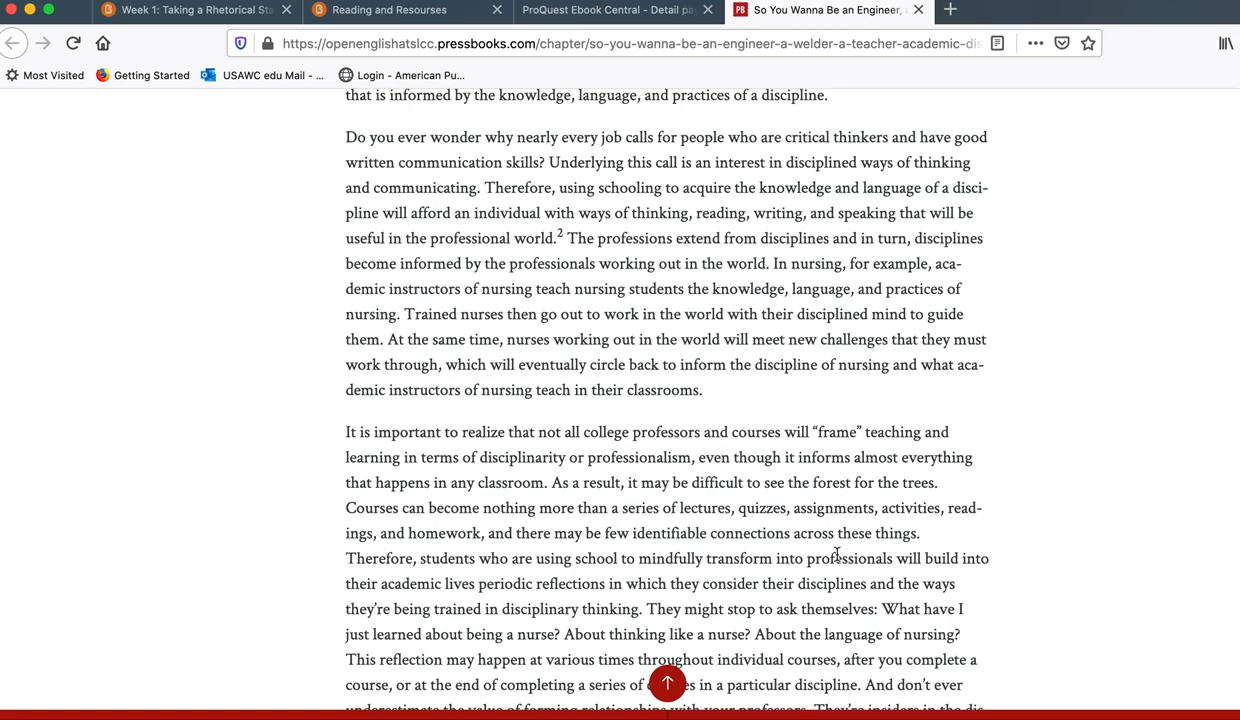 Week 1: Taking a Rhetorical Sta
Reading and Resources
ProQuest Ebook Central - Detail pa
PB So You Wanna Be an Engineer,
https://openenglishatslcc.pressbooks.com/chapter/so-you-wanna-be-an-engineer-a-welder-a-teacher-academic-dis
Most Visited
Getting Started
USAWC edu Mail - ...
Login - American Pu...
that is informed by the knowledge, language, and practices of a discipline.
Do you ever wonder why nearly every job calls for people who are critical thinkers and have good
written communication skills? Underlying this call is an interest in disciplined ways of thinking
and communicating. Therefore, using schooling to acquire the knowledge and language of a disci-
pline will afford an individual with ways of thinking, reading, writing, and speaking that will be
useful in the professional world.2 The professions extend from disciplines and in turn, disciplines
become informed by the professionals working out in the world. In nursing, for example, aca-
demic instructors of nursing teach nursing students the knowledge, language, and practices of
nursing. Trained nurses then go out to work in the world with their disciplined mind to guide
them. At the same time, nurses working out in the world will meet new challenges that they must
work through, which will eventually circle back to inform the discipline of nursing and what aca-
demic instructors of nursing teach in their classrooms.
It is important to realize that not all college professors and courses will “frame” teaching and
learning in terms of disciplinarity or professionalism, even though it informs almost everything
that happens in any classroom. As a result, it may be difficult to see the forest for the trees.
Courses can become nothing more than a series of lectures, quizzes, assignments, activities, read-
ings, and homework, and there may be few identifiable connections across these things.
Therefore, students who are using school to mindfully transform into professionals will build into
their academic lives periodic reflections in which they consider their disciplines and the ways
they’re being trained in disciplinary thinking. They might stop to ask themselves: What have I
just learned about being a nurse? About thinking like a nurse? About the language of nursing?
This reflection may happen at various times throughout individual courses, after you complete a
course, or at the end of completing a series of in a particular discipline. And don’t ever
underestimate the value of forming relationships with your professors. They’re insiders in the dis-